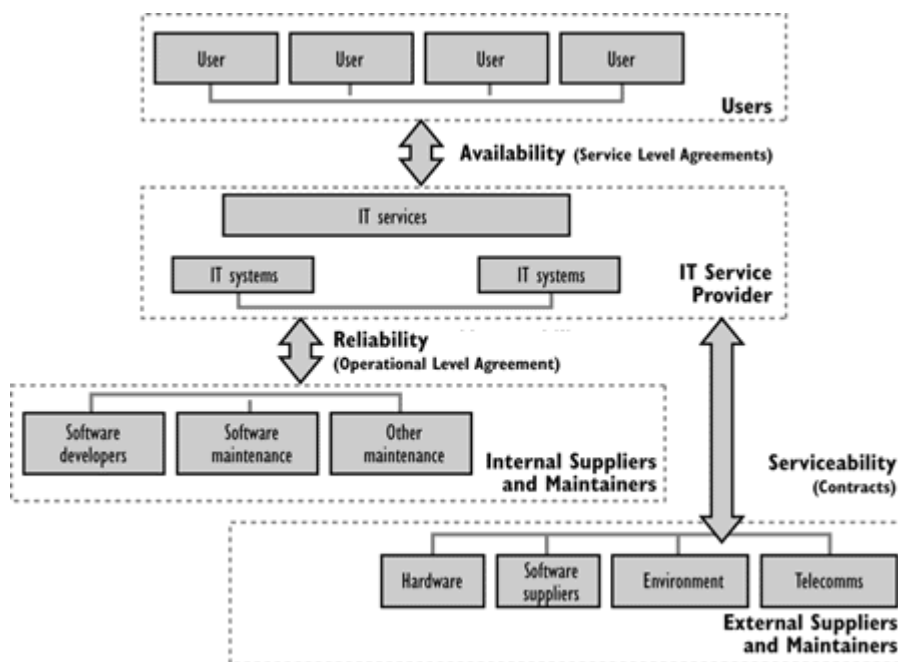 User
User
User
User
Users
Availability (Service Level Agreements)
IT services
IT systems
IT systems
IT Service
Provider
Reliability
(Operational Level Agreement)
Software
developers
Software
maintenance
Other
maintenance
Internal Suppliers
and Maintainers
Serviceability
(Contracts)
Hardware
Software
suppliers
Environment
Telecomms
External Suppliers
and Maintainers